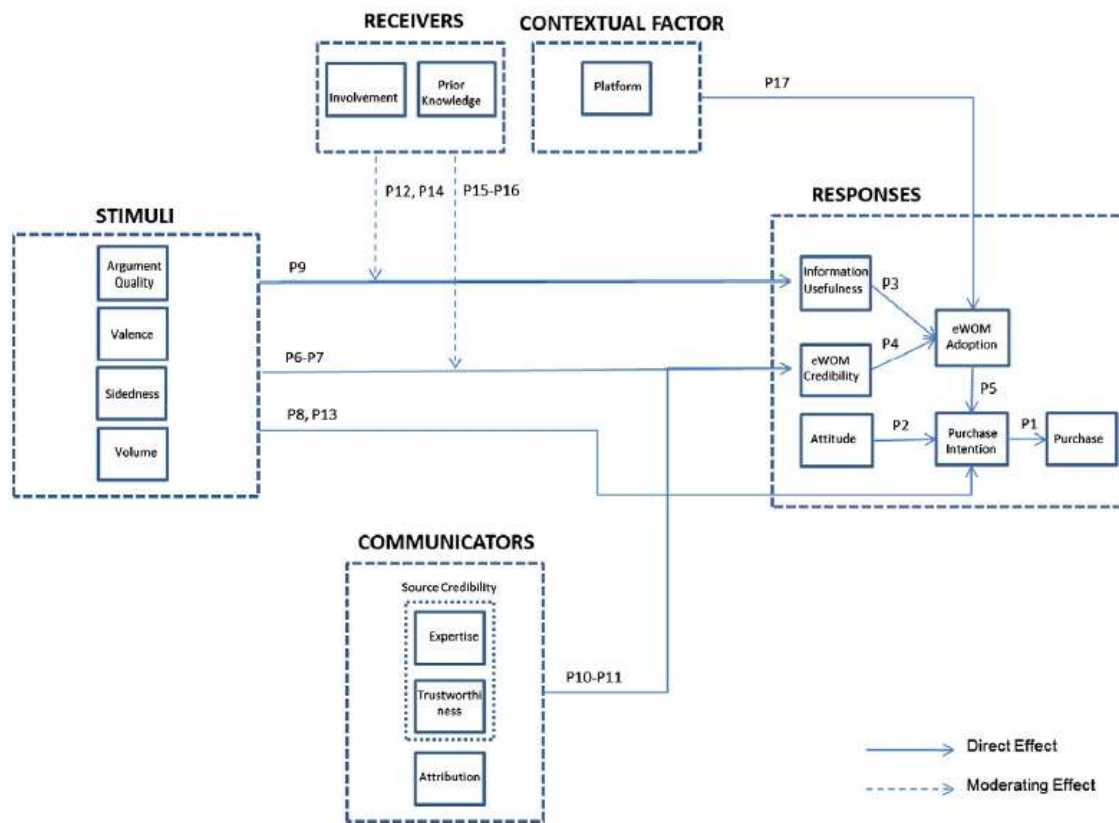 RECEIVERS
CONTEXTUAL FACTOR
Involvement
Prior
Knowledge
Platform
P17
P12, P14
P15-P16
STIMULI
RESPONSES
Argument
Quality
Valence
Sidedness
Volume
P9
P6-P7
P8, P13
Information
Usefulness
P3
eWOM
Adoption
eWOM
Credibility
P4
P5
Attitude
P2
Purchase
Intention
P1
Purchase
COMMUNICATORS
Source Credibility
Expertise
Trustworthi
ness
Attribution
P10-P11
Direct Effect
Moderating Effect